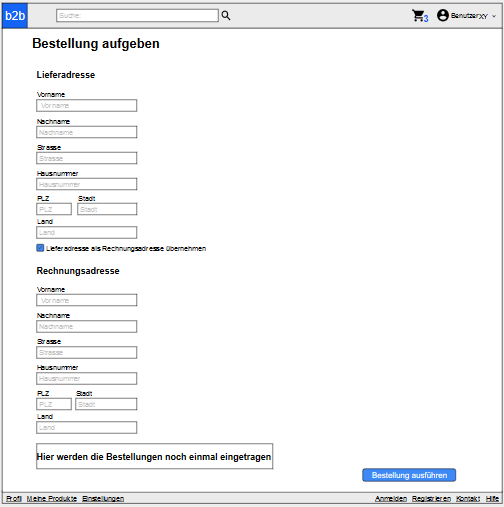 b2b Suche: 3 Benutzerxy
Bestellung aufgeben
Lieferadresse
Vorname
Vorname
Nachname
Nachname
Strasse
Strasse
Hausnummer
Hausnummer
PLZ Stadt
PLZ Stadt
Land
Land
Lieferadresse als Rechnungsadresse übernehmen
Rechnungsadresse
Vorname
Vorname
Nachname
Nachname
Strasse
Strasse
Hausnummer
Hausnummer
PLZ Stadt
PLZ Stadt
Land
Land
Hier werden die Bestellungen noch einmal eingetragen
Bestellung ausführen
Profil Meine Produkte Einstellungen Anmelden Registrieren Kontakt Hilfe